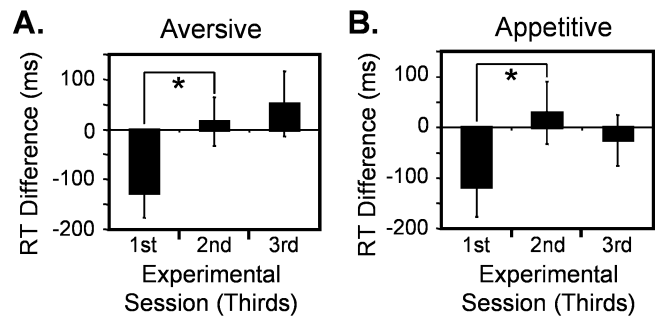 A.
Aversive
RT Difference (ms)
100
0
-100
-200
*
1st 2nd 3rd
Experimental
Session (Thirds)
B.
Appetitive
RT Difference (ms)
100
0
-100
-200
*
1st 2nd 3rd
Experimental
Session (Thirds)